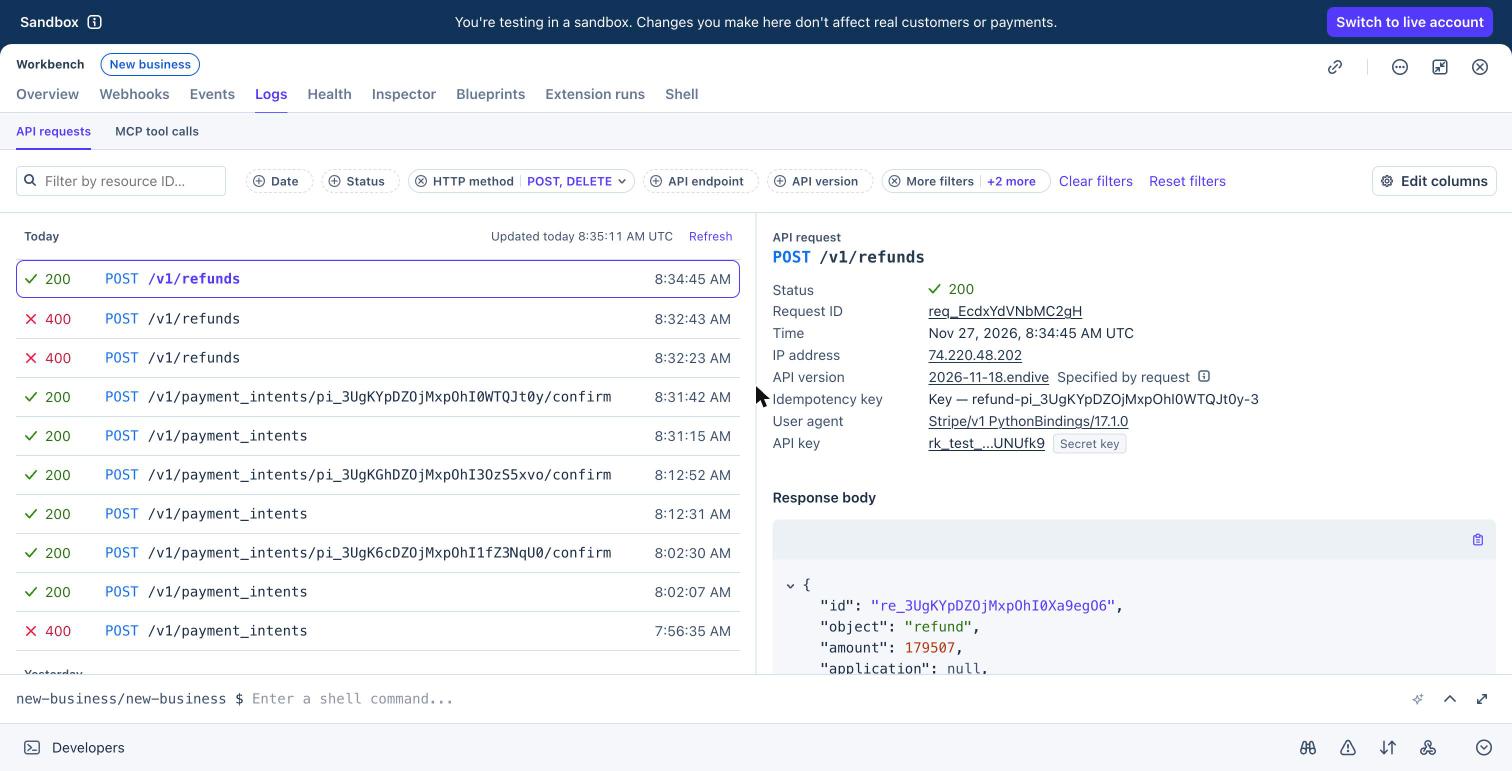 Sandbox
You're testing in a sandbox. Changes you make here don't affect real customers or payments.
Switch to live account
Workbench New business
Overview Webhooks Events Logs Health Inspector Blueprints Extension runs Shell
API requests MCP tool calls
Filter by resource ID... Date Status HTTP method POST, DELETE API endpoint API version More filters +2 more Clear filters Reset filters Edit columns
Today Updated today 8:35:11 AM UTC Refresh
200 POST /v1/refunds 8:34:45 AM
400 POST /v1/refunds 8:32:43 AM
400 POST /v1/refunds 8:32:23 AM
200 POST /v1/payment_intents/pi_3UgKYpDZOjMxpOhI0WTQJt0y/confirm 8:31:42 AM
200 POST /v1/payment_intents 8:31:15 AM
200 POST /v1/payment_intents/pi_3UgKGhDZOjMxpOhI3OzS5xvo/confirm 8:12:52 AM
200 POST /v1/payment_intents 8:12:31 AM
200 POST /v1/payment_intents/pi_3UgK6cDZOjMxpOhI1fZ3NqU0/confirm 8:02:30 AM
200 POST /v1/payment_intents 8:02:07 AM
400 POST /v1/payment_intents 7:56:35 AM
Yesterday
API request
POST /v1/refunds
Status 200
Request ID req_EcdxYdVNbMC2gH
Time Nov 27, 2026, 8:34:45 AM UTC
IP address 74.220.48.202
API version 2026-11-18.endive Specified by request
Idempotency key Key — refund-pi_3UgKYpDZOjMxpOhI0WTQJt0y-3
User agent Stripe/v1 PythonBindings/17.1.0
API key rk_test_...UNUfk9 Secret key
Response body
{
"id": "re_3UgKYpDZOjMxpOhI0Xa9egO6",
"object": "refund",
"amount": 179507,
"application": null,
new-business/new-business $ Enter a shell command...
Developers